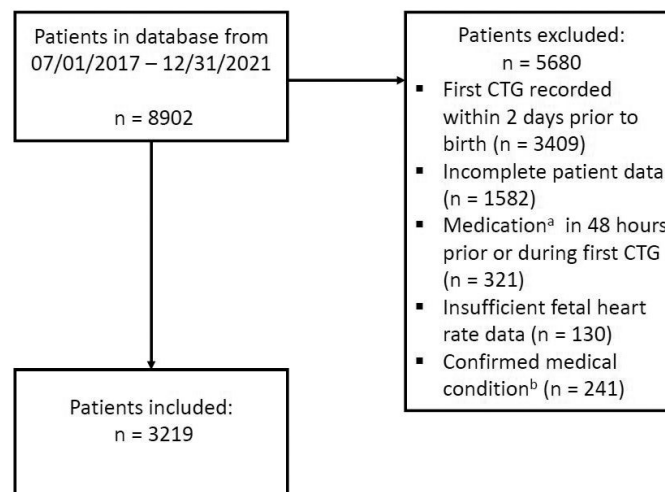 Patients in database from
07/01/2017 – 12/31/2021
n = 8902
Patients excluded:
n = 5680
▪ First CTG recorded
within 2 days prior to
birth (n = 3409)
▪ Incomplete patient data
(n = 1582)
▪ Medicationᵃ in 48 hours
prior or during first CTG
(n = 321)
▪ Insufficient fetal heart
rate data (n = 130)
▪ Confirmed medical
conditionᵇ (n = 241)
Patients included:
n = 3219